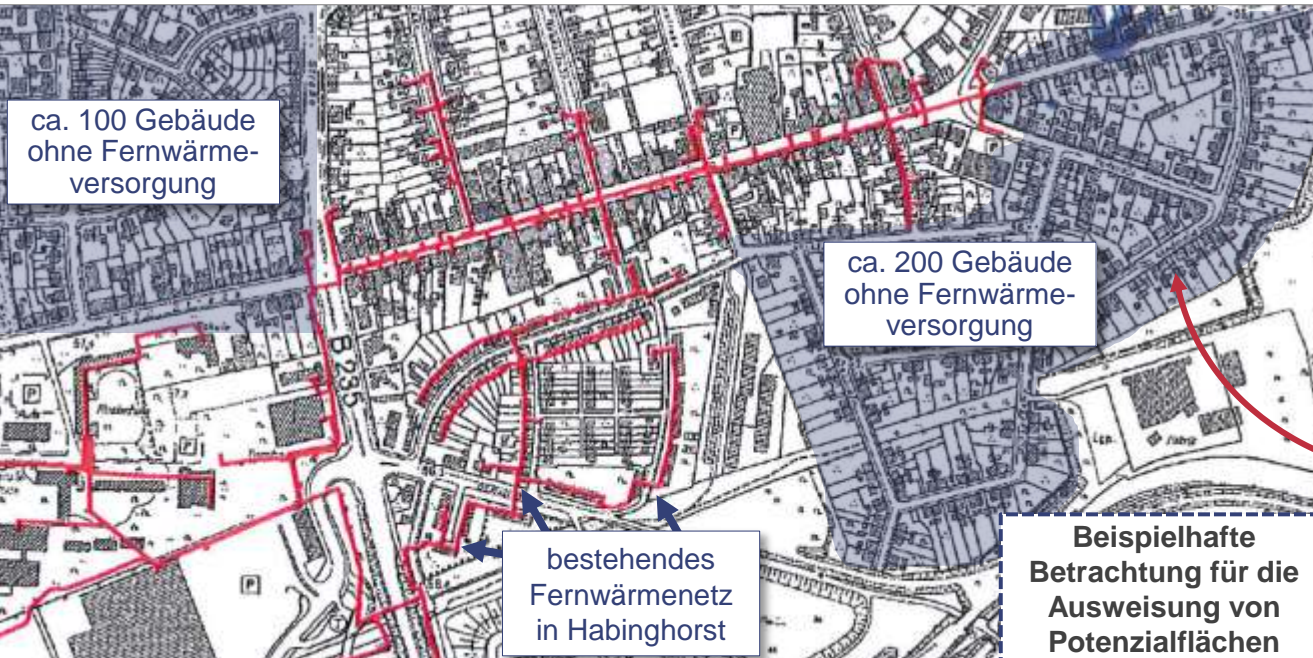 ca. 100 Gebäude
ohne Fernwärme-
versorgung
ca. 200 Gebäude
ohne Fernwärme-
versorgung
B 235
bestehendes
Fernwärmenetz
in Habinghorst
Beispielhafte
Betrachtung für die
Ausweisung von
Potenzialflächen
P
P
P
P
P
P